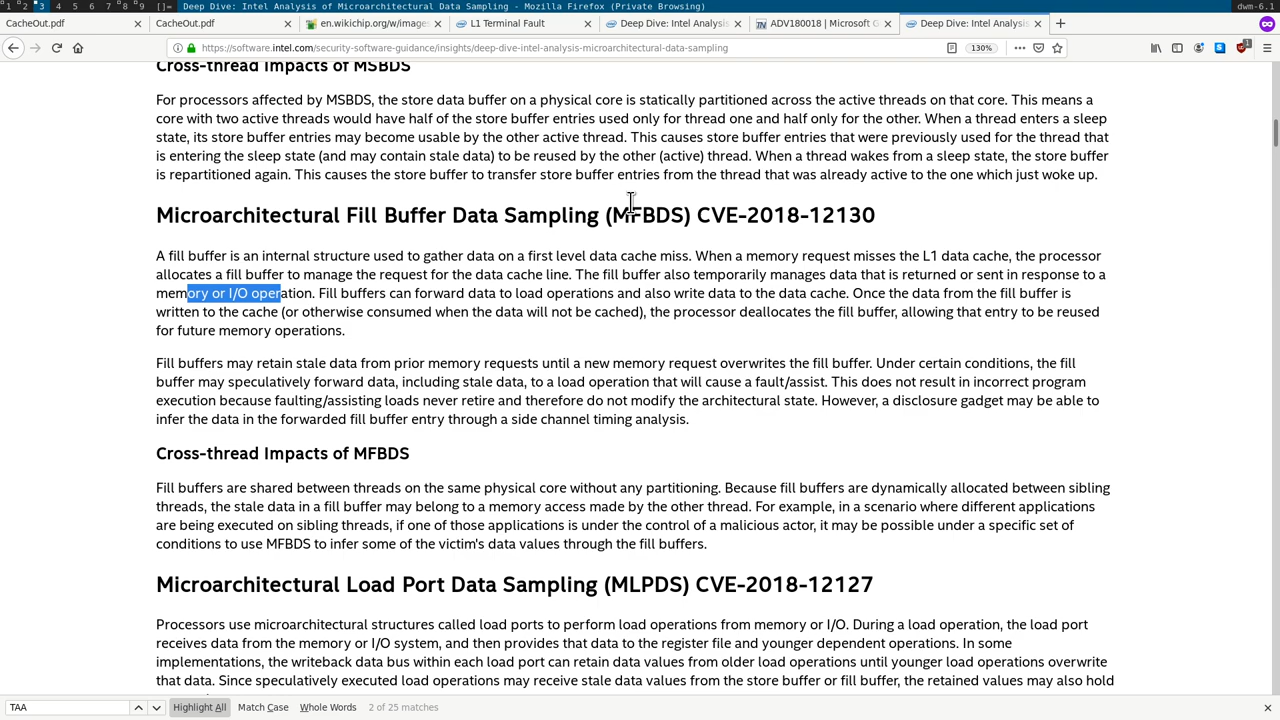 1 2 3 4 5 6 7 8 9 []= Deep Dive: Intel Analysis of Microarchitectural Data Sampling - Mozilla Firefox (Private Browsing) dwm-6.1
CacheOut.pdf CacheOut.pdf en.wikichip.org/w/images L1 Terminal Fault Deep Dive: Intel Analysis ADV180018 | Microsoft G Deep Dive: Intel Analysis
https://software.intel.com/security-software-guidance/insights/deep-dive-intel-analysis-microarchitectural-data-sampling 130%
Cross-thread Impacts of MSBDS
For processors affected by MSBDS, the store data buffer on a physical core is statically partitioned across the active threads on that core. This means a
core with two active threads would have half of the store buffer entries used only for thread one and half only for the other. When a thread enters a sleep
state, its store buffer entries may become usable by the other active thread. This causes store buffer entries that were previously used for the thread that
is entering the sleep state (and may contain stale data) to be reused by the other (active) thread. When a thread wakes from a sleep state, the store buffer
is repartitioned again. This causes the store buffer to transfer store buffer entries from the thread that was already active to the one which just woke up.
Microarchitectural Fill Buffer Data Sampling (MFBDS) CVE-2018-12130
A fill buffer is an internal structure used to gather data on a first level data cache miss. When a memory request misses the L1 data cache, the processor
allocates a fill buffer to manage the request for the data cache line. The fill buffer also temporarily manages data that is returned or sent in response to a
memory or I/O operation. Fill buffers can forward data to load operations and also write data to the data cache. Once the data from the fill buffer is
written to the cache (or otherwise consumed when the data will not be cached), the processor deallocates the fill buffer, allowing that entry to be reused
for future memory operations.
Fill buffers may retain stale data from prior memory requests until a new memory request overwrites the fill buffer. Under certain conditions, the fill
buffer may speculatively forward data, including stale data, to a load operation that will cause a fault/assist. This does not result in incorrect program
execution because faulting/assisting loads never retire and therefore do not modify the architectural state. However, a disclosure gadget may be able to
infer the data in the forwarded fill buffer entry through a side channel timing analysis.
Cross-thread Impacts of MFBDS
Fill buffers are shared between threads on the same physical core without any partitioning. Because fill buffers are dynamically allocated between sibling
threads, the stale data in a fill buffer may belong to a memory access made by the other thread. For example, in a scenario where different applications
are being executed on sibling threads, if one of those applications is under the control of a malicious actor, it may be possible under a specific set of
conditions to use MFBDS to infer some of the victim's data values through the fill buffers.
Microarchitectural Load Port Data Sampling (MLPDS) CVE-2018-12127
Processors use microarchitectural structures called load ports to perform load operations from memory or I/O. During a load operation, the load port
receives data from the memory or I/O system, and then provides that data to the register file and younger dependent operations. In some
implementations, the writeback data bus within each load port can retain data values from older load operations until younger load operations overwrite
that data. Since speculatively executed load operations may receive stale data values from the store buffer or fill buffer, the retained values may also hold
TAA Highlight All Match Case Whole Words 2 of 25 matches